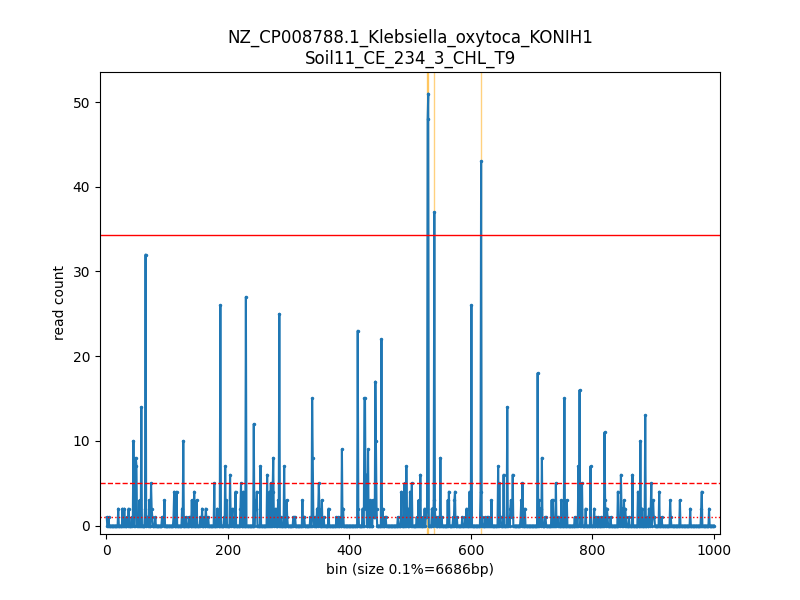 NZ_CP008788.1_Klebsiella_oxytoca_KONIH1
Soil11_CE_234_3_CHL_T9
50
40
30
20
10
0
read count
0 200 400 600 800 1000
bin (size 0.1%=6686bp)